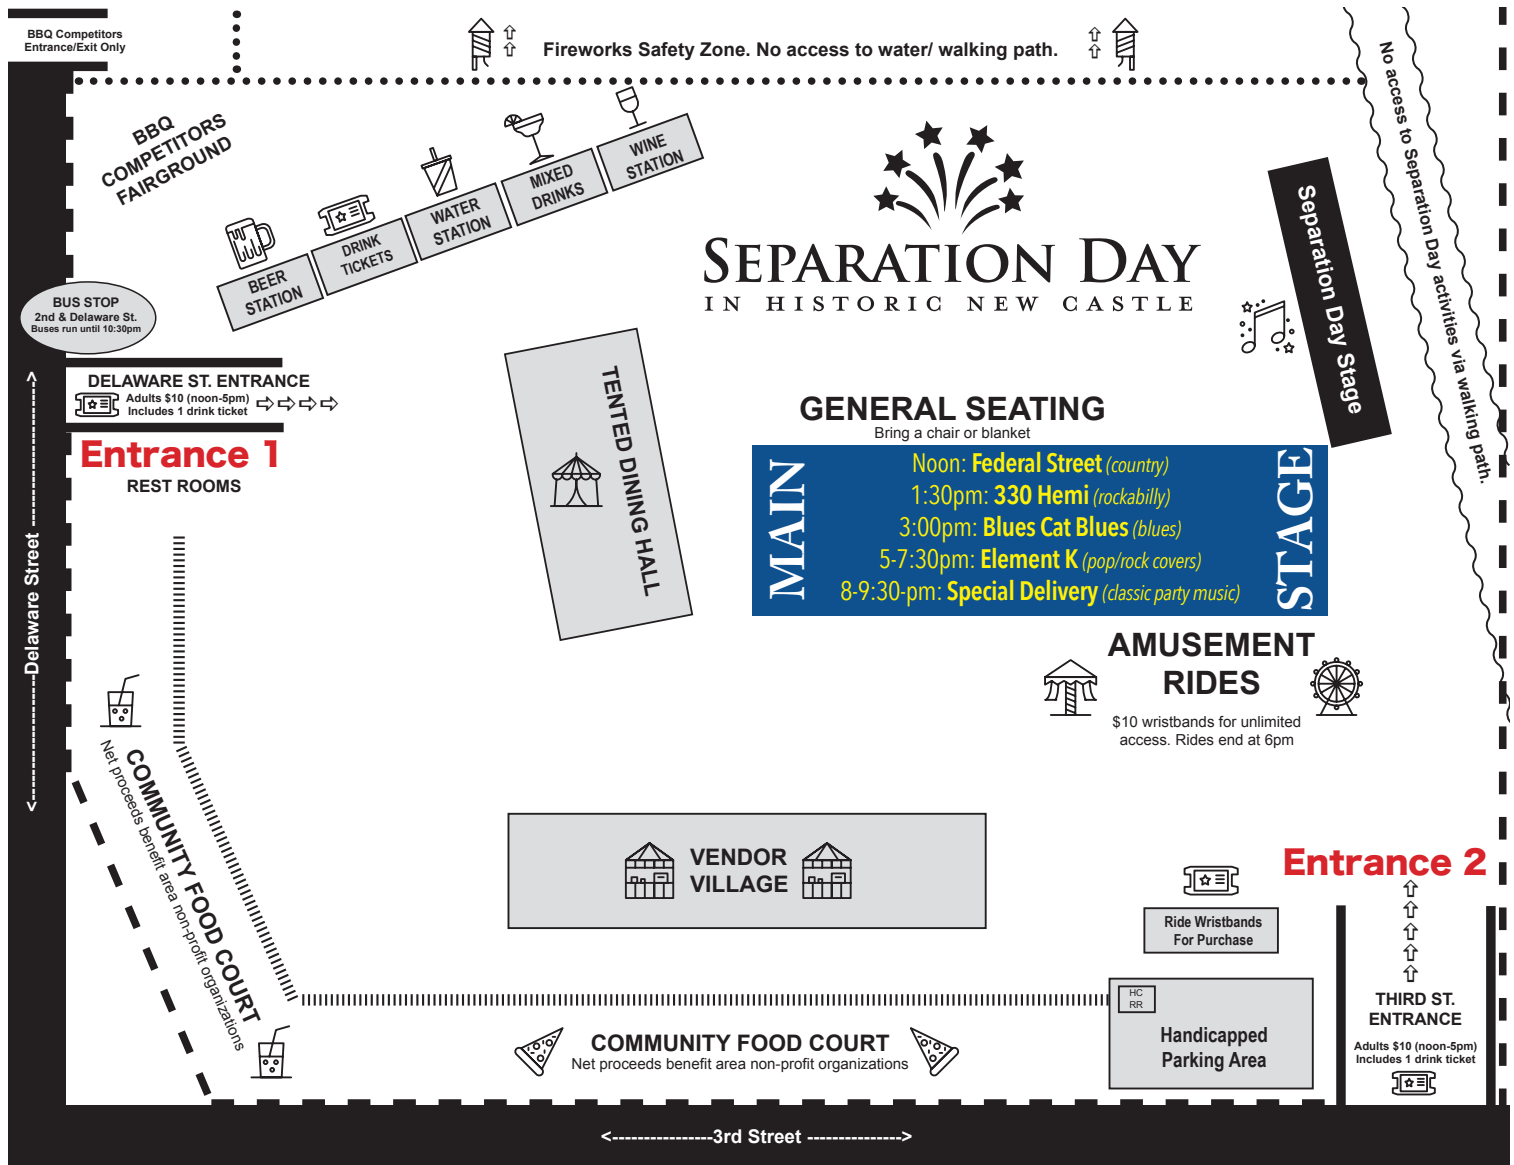 BBQ Competitors
Entrance/Exit Only
Fireworks Safety Zone. No access to water/ walking path.
No access to Separation Day activities via walking path.
BBQ
COMPETITORS
FAIRGROUND
BEER
STATION
DRINK
TICKETS
WATER
STATION
MIXED
DRINKS
WINE
STATION
SEPARATION DAY
IN HISTORIC NEW CASTLE
Separation Day Stage
BUS STOP
2nd & Delaware St.
Buses run until 10:30pm
DELAWARE ST. ENTRANCE
Adults $10 (noon-5pm)
Includes 1 drink ticket
Entrance 1
REST ROOMS
<----------------Delaware Street ---------------->
TENTED DINING HALL
GENERAL SEATING
Bring a chair or blanket
MAIN
Noon: Federal Street (country)
1:30pm: 330 Hemi (rockabilly)
3:00pm: Blues Cat Blues (blues)
5-7:30pm: Element K (pop/rock covers)
8-9:30-pm: Special Delivery (classic party music)
STAGE
AMUSEMENT
RIDES
$10 wristbands for unlimited
access. Rides end at 6pm
COMMUNITY FOOD COURT
Net proceeds benefit area non-profit organizations
VENDOR
VILLAGE
Entrance 2
Ride Wristbands
For Purchase
HC
RR
Handicapped
Parking Area
THIRD ST.
ENTRANCE
Adults $10 (noon-5pm)
Includes 1 drink ticket
COMMUNITY FOOD COURT
Net proceeds benefit area non-profit organizations
<----------------3rd Street --------------->